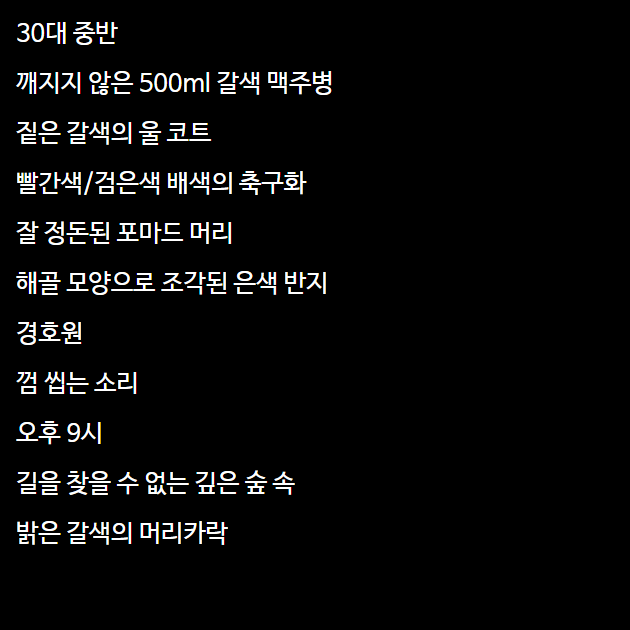 30대 중반
깨지지 않은 500ml 갈색 맥주병
짙은 갈색의 울 코트
빨간색/검은색 배색의 축구화
잘 정돈된 포마드 머리
해골 모양으로 조각된 은색 반지
경호원
껌 씹는 소리
오후 9시
길을 찾을 수 없는 깊은 숲 속
밝은 갈색의 머리카락